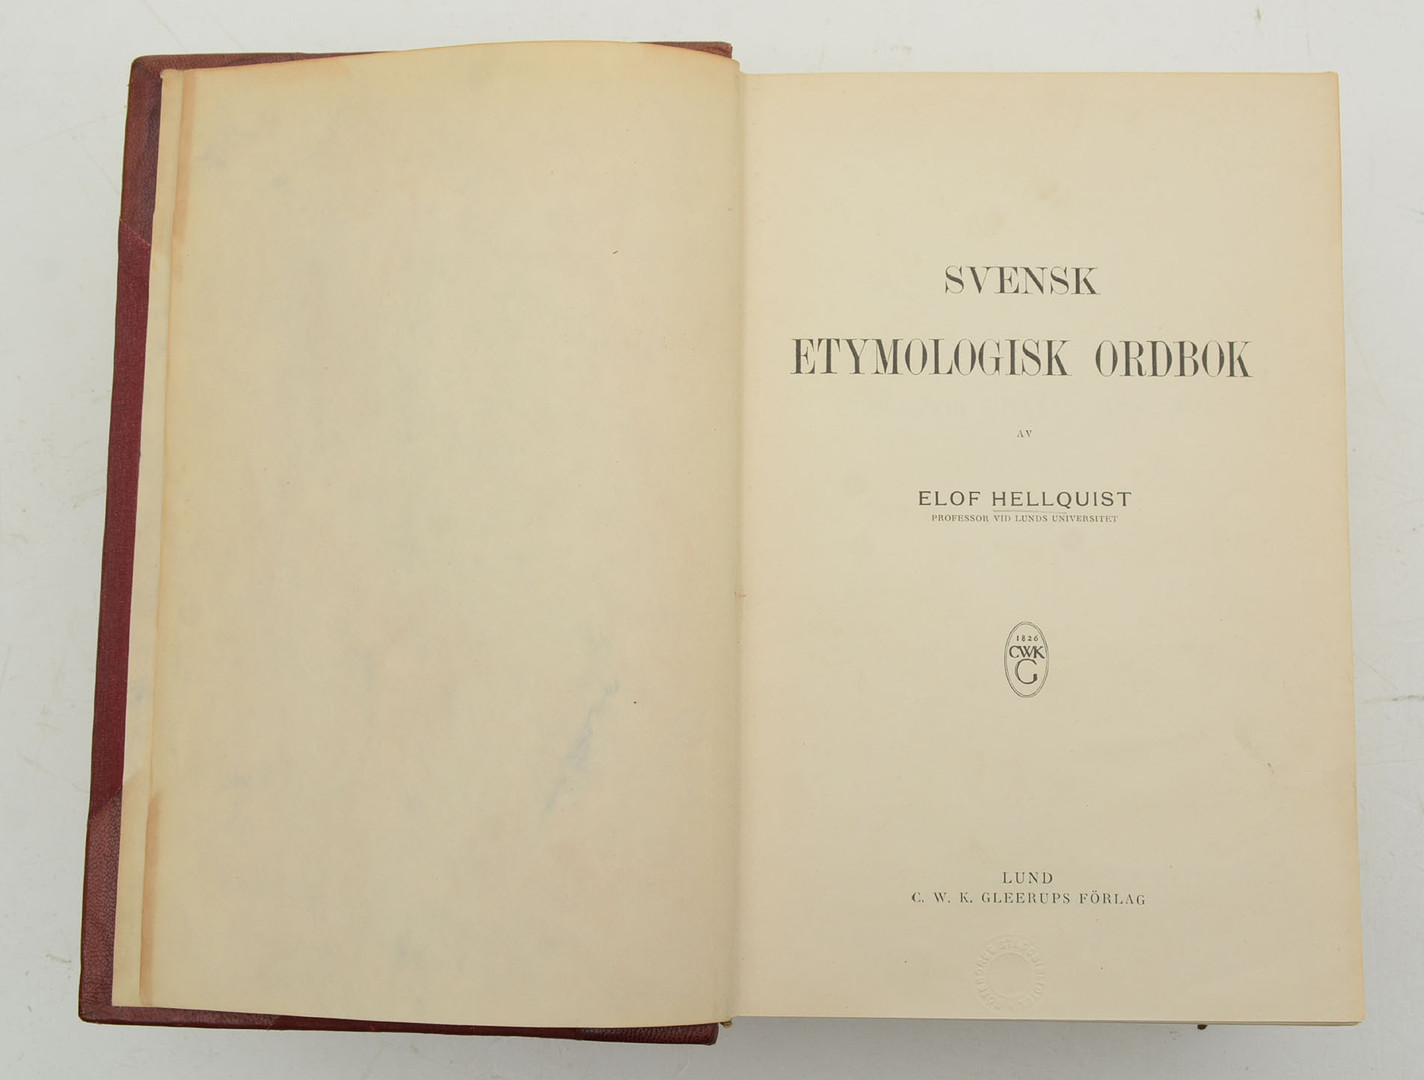 SVENSK
ETYMOLOGISK ORDBOK
AV
ELOF HELLQUIST
PROFESSOR VID LUNDS UNIVERSITET
1826
CWK
G
LUND
C. W. K. GLEERUPS FÖRLAG